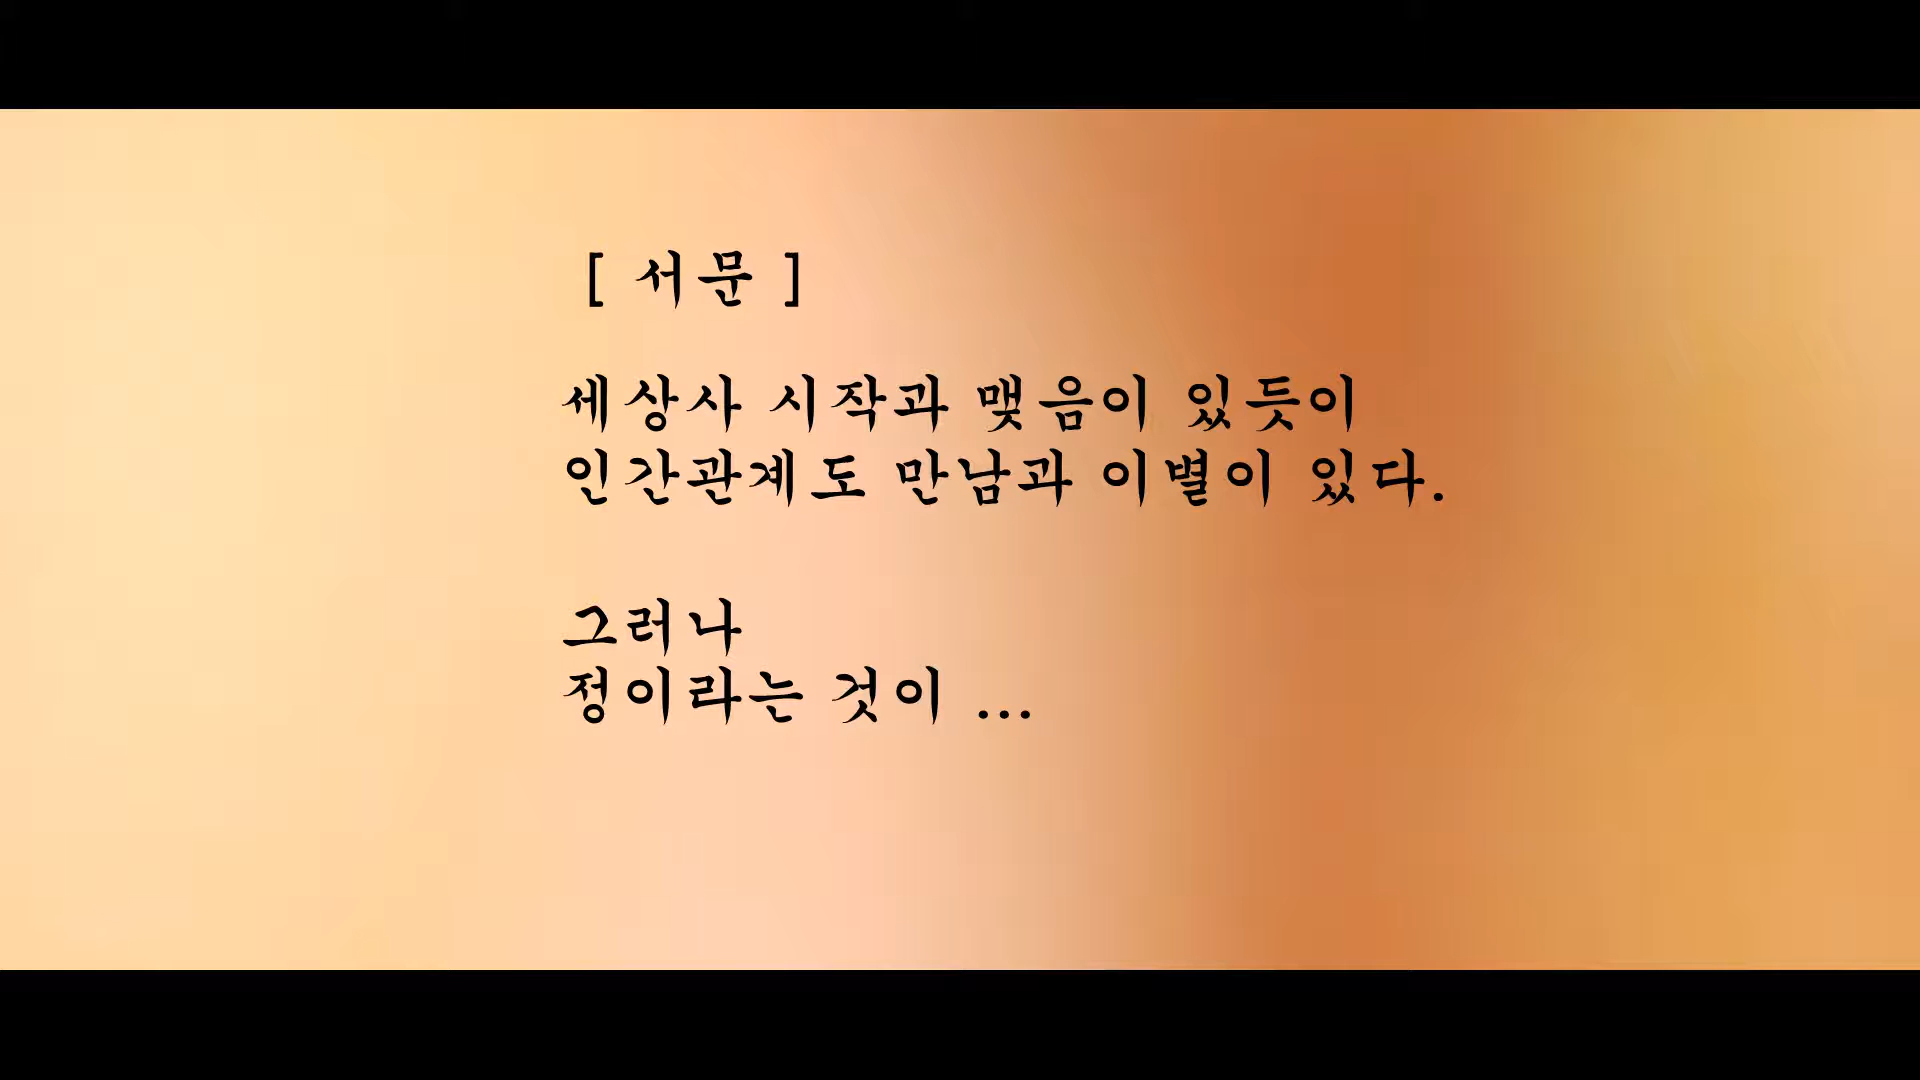 [ 서문 ]
세상사 시작과 맺음이 있듯이
인간관계도 만남과 이별이 있다.
그러나
정이라는 것이 ...